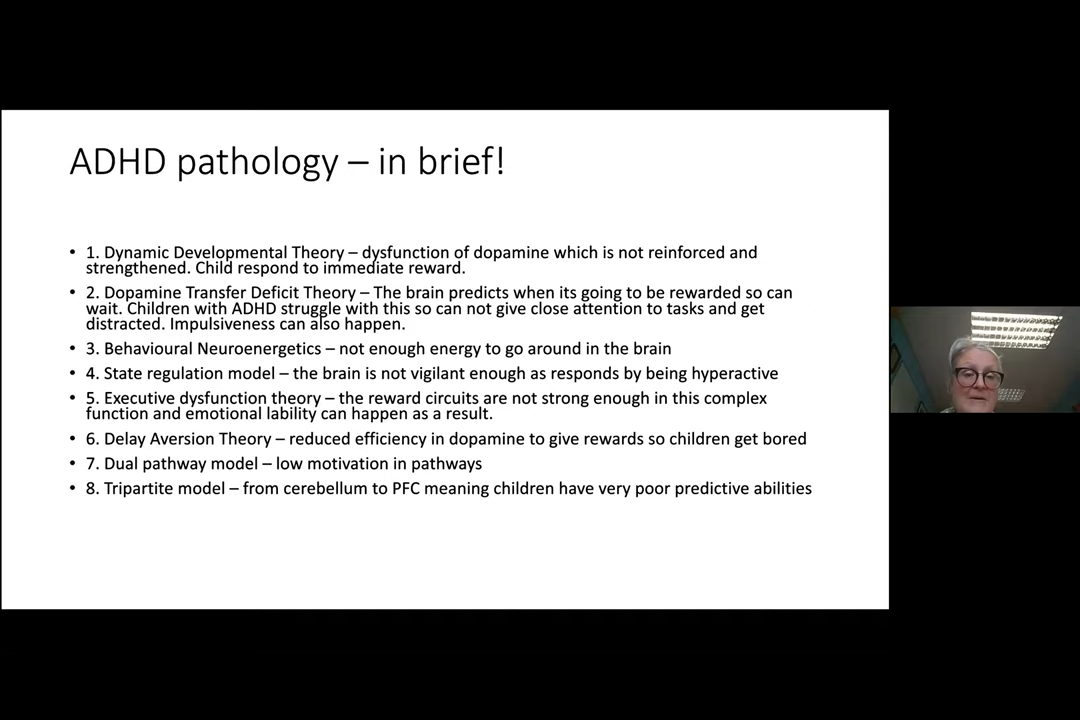 ADHD pathology – in brief!
• 1. Dynamic Developmental Theory – dysfunction of dopamine which is not reinforced and
strengthened. Child respond to immediate reward.
• 2. Dopamine Transfer Deficit Theory – The brain predicts when its going to be rewarded so can
wait. Children with ADHD struggle with this so can not give close attention to tasks and get
distracted. Impulsiveness can also happen.
• 3. Behavioural Neuroenergetics – not enough energy to go around in the brain
• 4. State regulation model – the brain is not vigilant enough as responds by being hyperactive
• 5. Executive dysfunction theory – the reward circuits are not strong enough in this complex
function and emotional lability can happen as a result.
• 6. Delay Aversion Theory – reduced efficiency in dopamine to give rewards so children get bored
• 7. Dual pathway model – low motivation in pathways
• 8. Tripartite model – from cerebellum to PFC meaning children have very poor predictive abilities